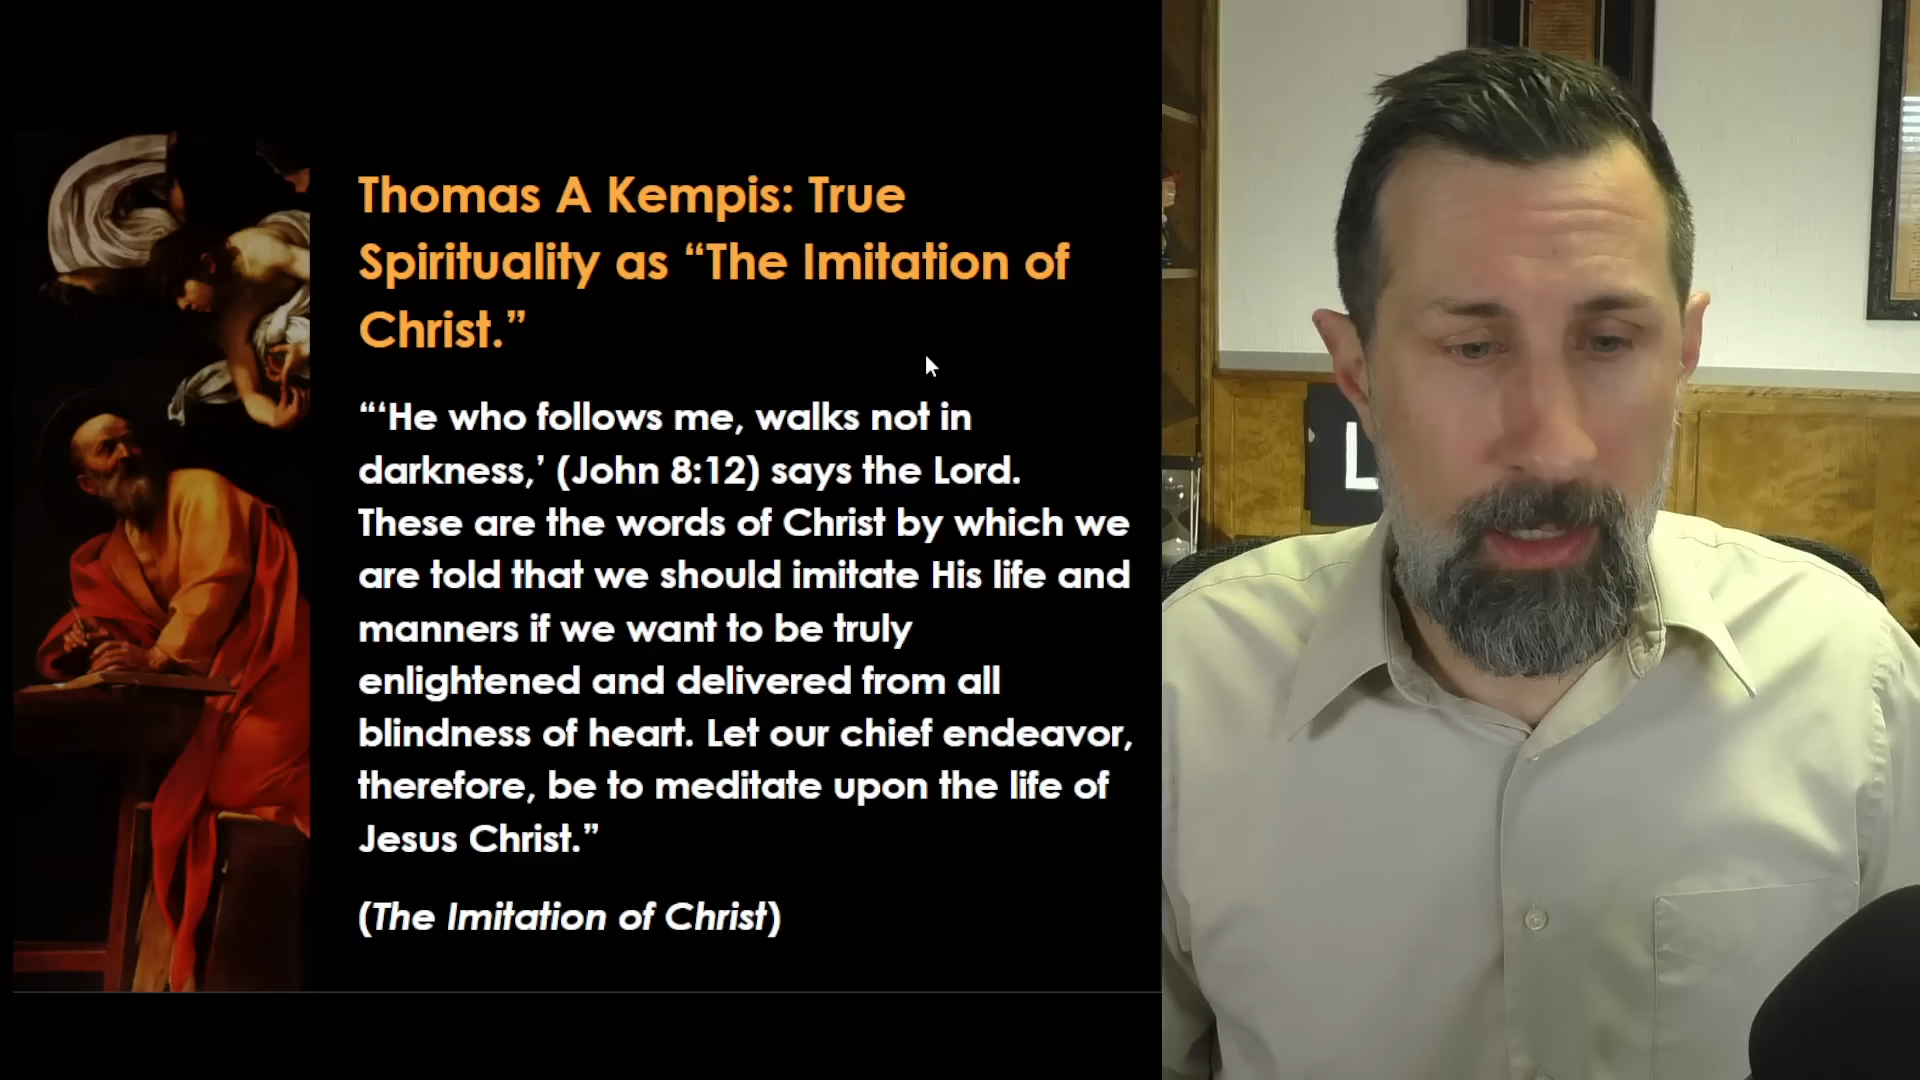 Thomas A Kempis: True
Spirituality as “The Imitation of
Christ.”
“‘He who follows me, walks not in
darkness,’ (John 8:12) says the Lord.
These are the words of Christ by which we
are told that we should imitate His life and
manners if we want to be truly
enlightened and delivered from all
blindness of heart. Let our chief endeavor,
therefore, be to meditate upon the life of
Jesus Christ.”
(The Imitation of Christ)